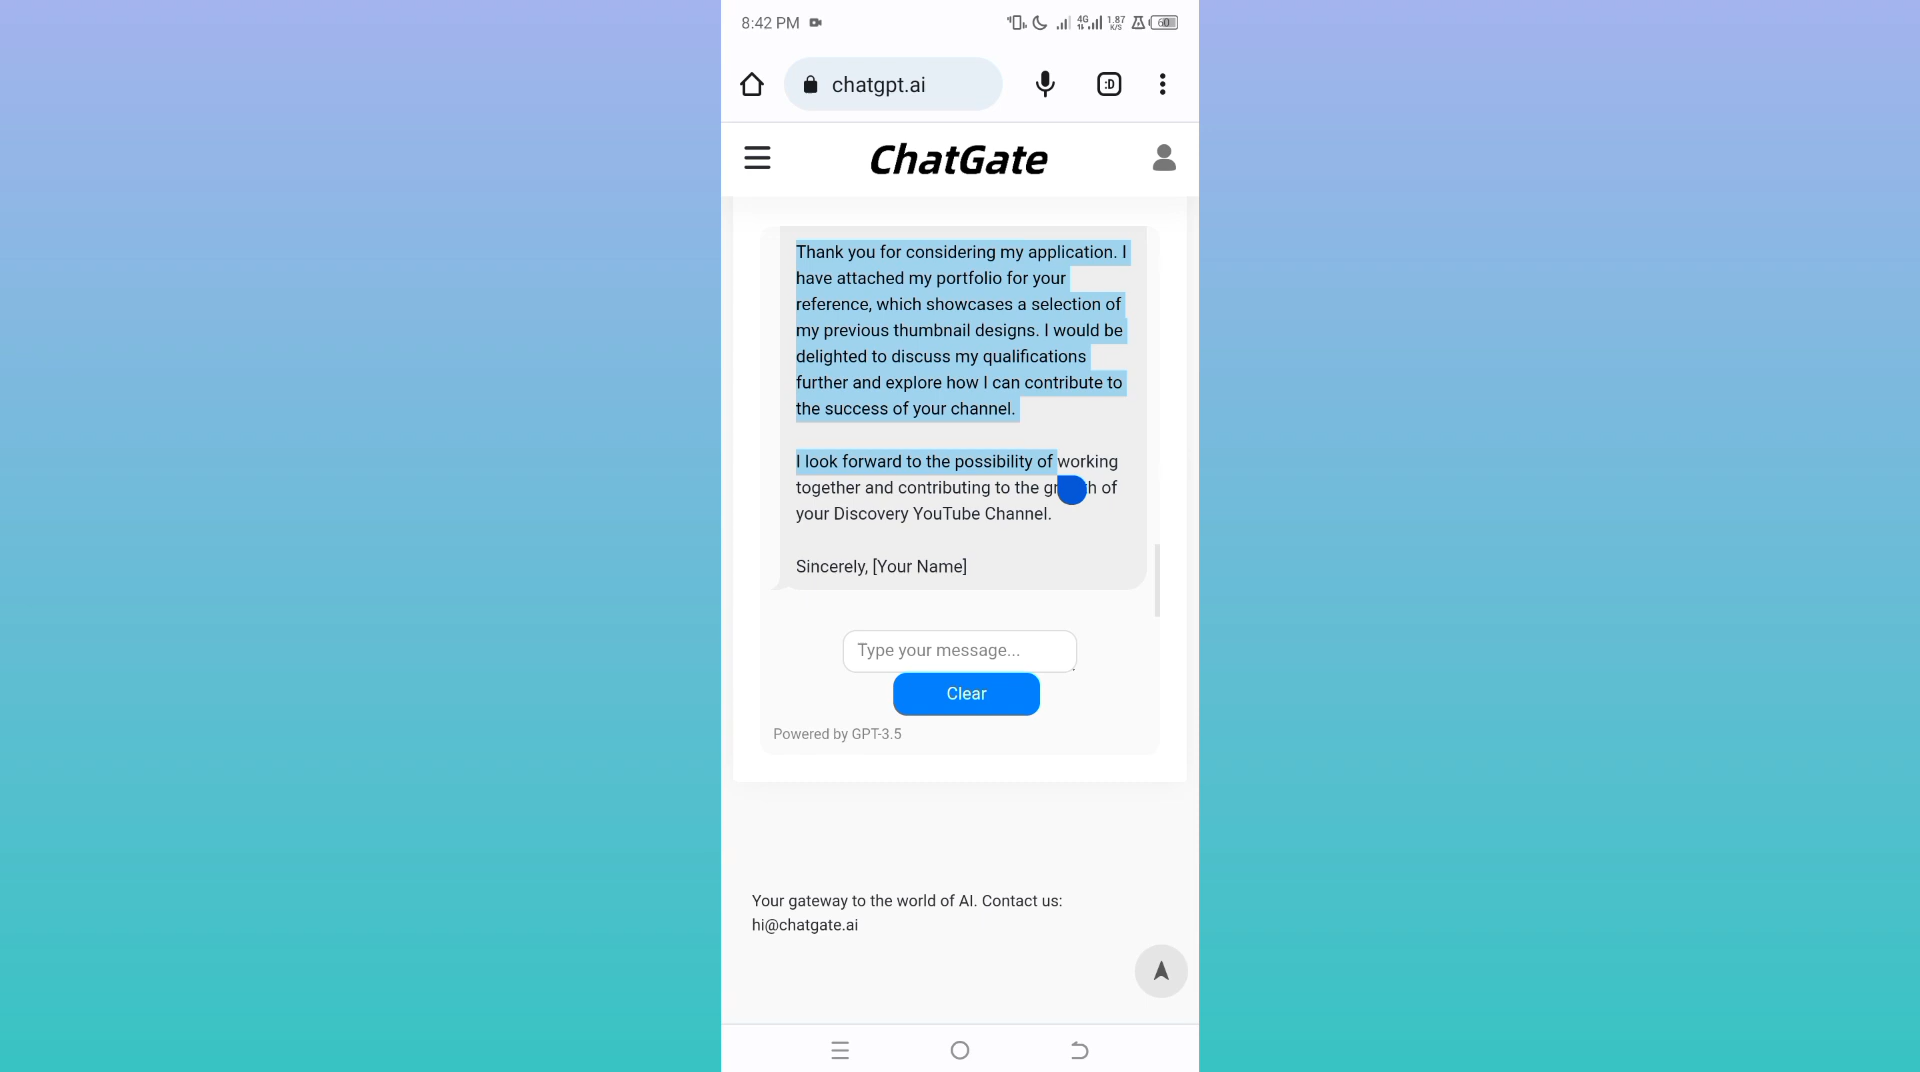 8:42 PM
4G 1.87 K/S 60
chatgpt.ai
:D
ChatGate
Thank you for considering my application. I
have attached my portfolio for your
reference, which showcases a selection of
my previous thumbnail designs. I would be
delighted to discuss my qualifications
further and explore how I can contribute to
the success of your channel.
I look forward to the possibility of working
together and contributing to the of
your Discovery YouTube Channel.
Sincerely, [Your Name]
Type your message...
Clear
Powered by GPT-3.5
Your gateway to the world of AI. Contact us:
hi@chatgate.ai